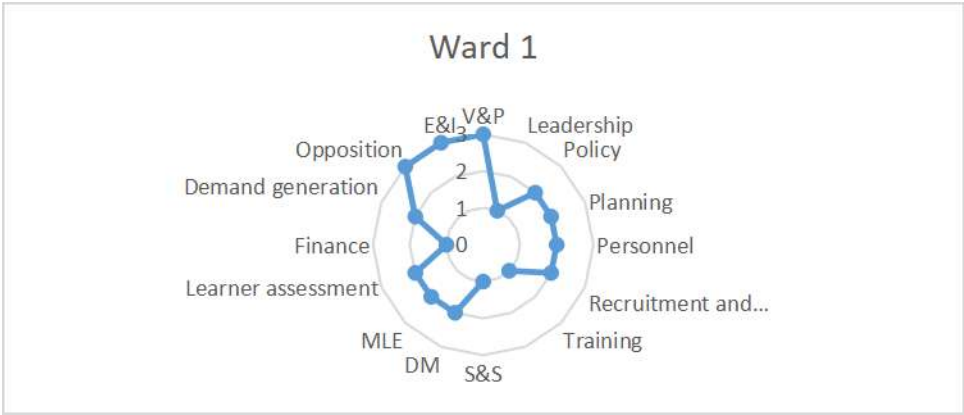 Ward 1
V&P
Leadership
Policy
Planning
Personnel
Recruitment and...
Training
S&S
DM
MLE
Learner assessment
Finance
Demand generation
Opposition
E&I
3
2
1
0